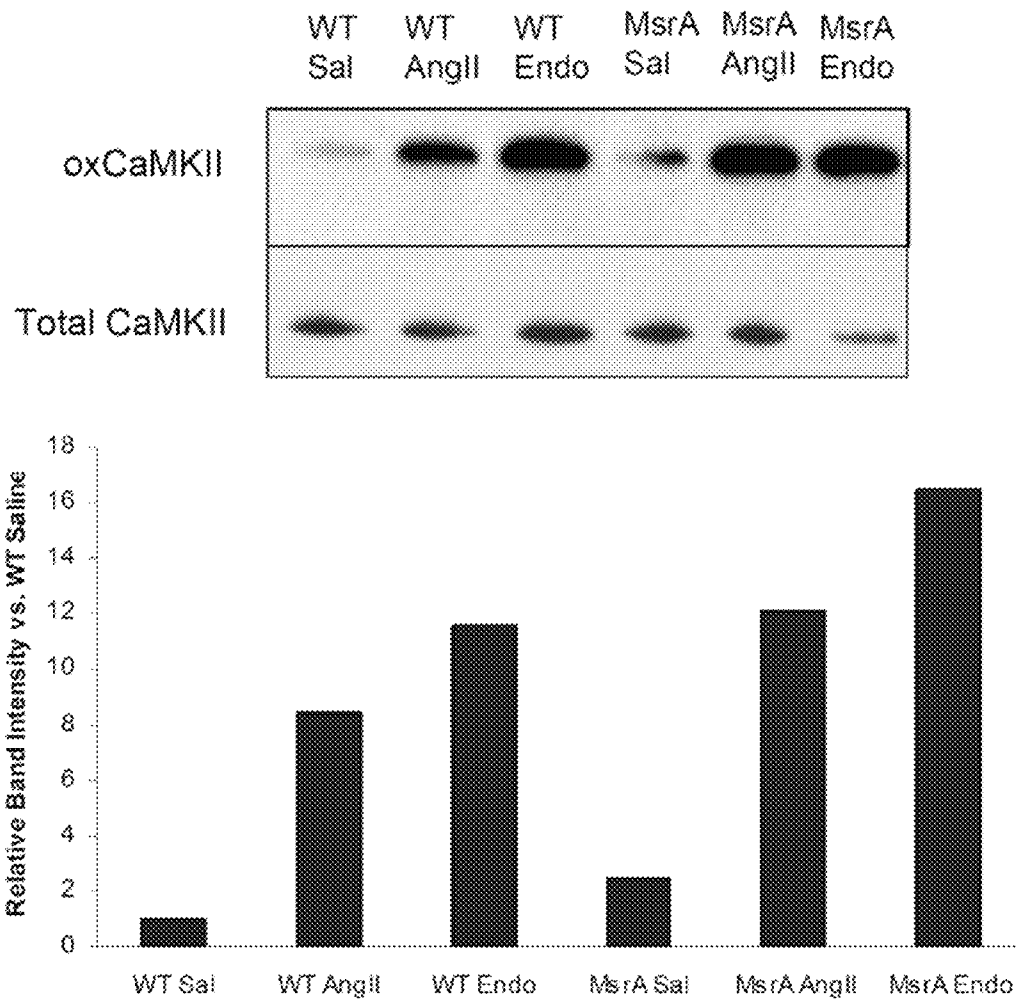 WT WT WT MsrA MsrA MsrA
Sal AngII Endo Sal AngII Endo
oxCaMKII
Total CaMKII
Relative Band Intensity vs. WT Saline
18
16
14
12
10
8
6
4
2
0
WT Sal WT AngII WT Endo MsrA Sal MsrA AngII MsrA Endo